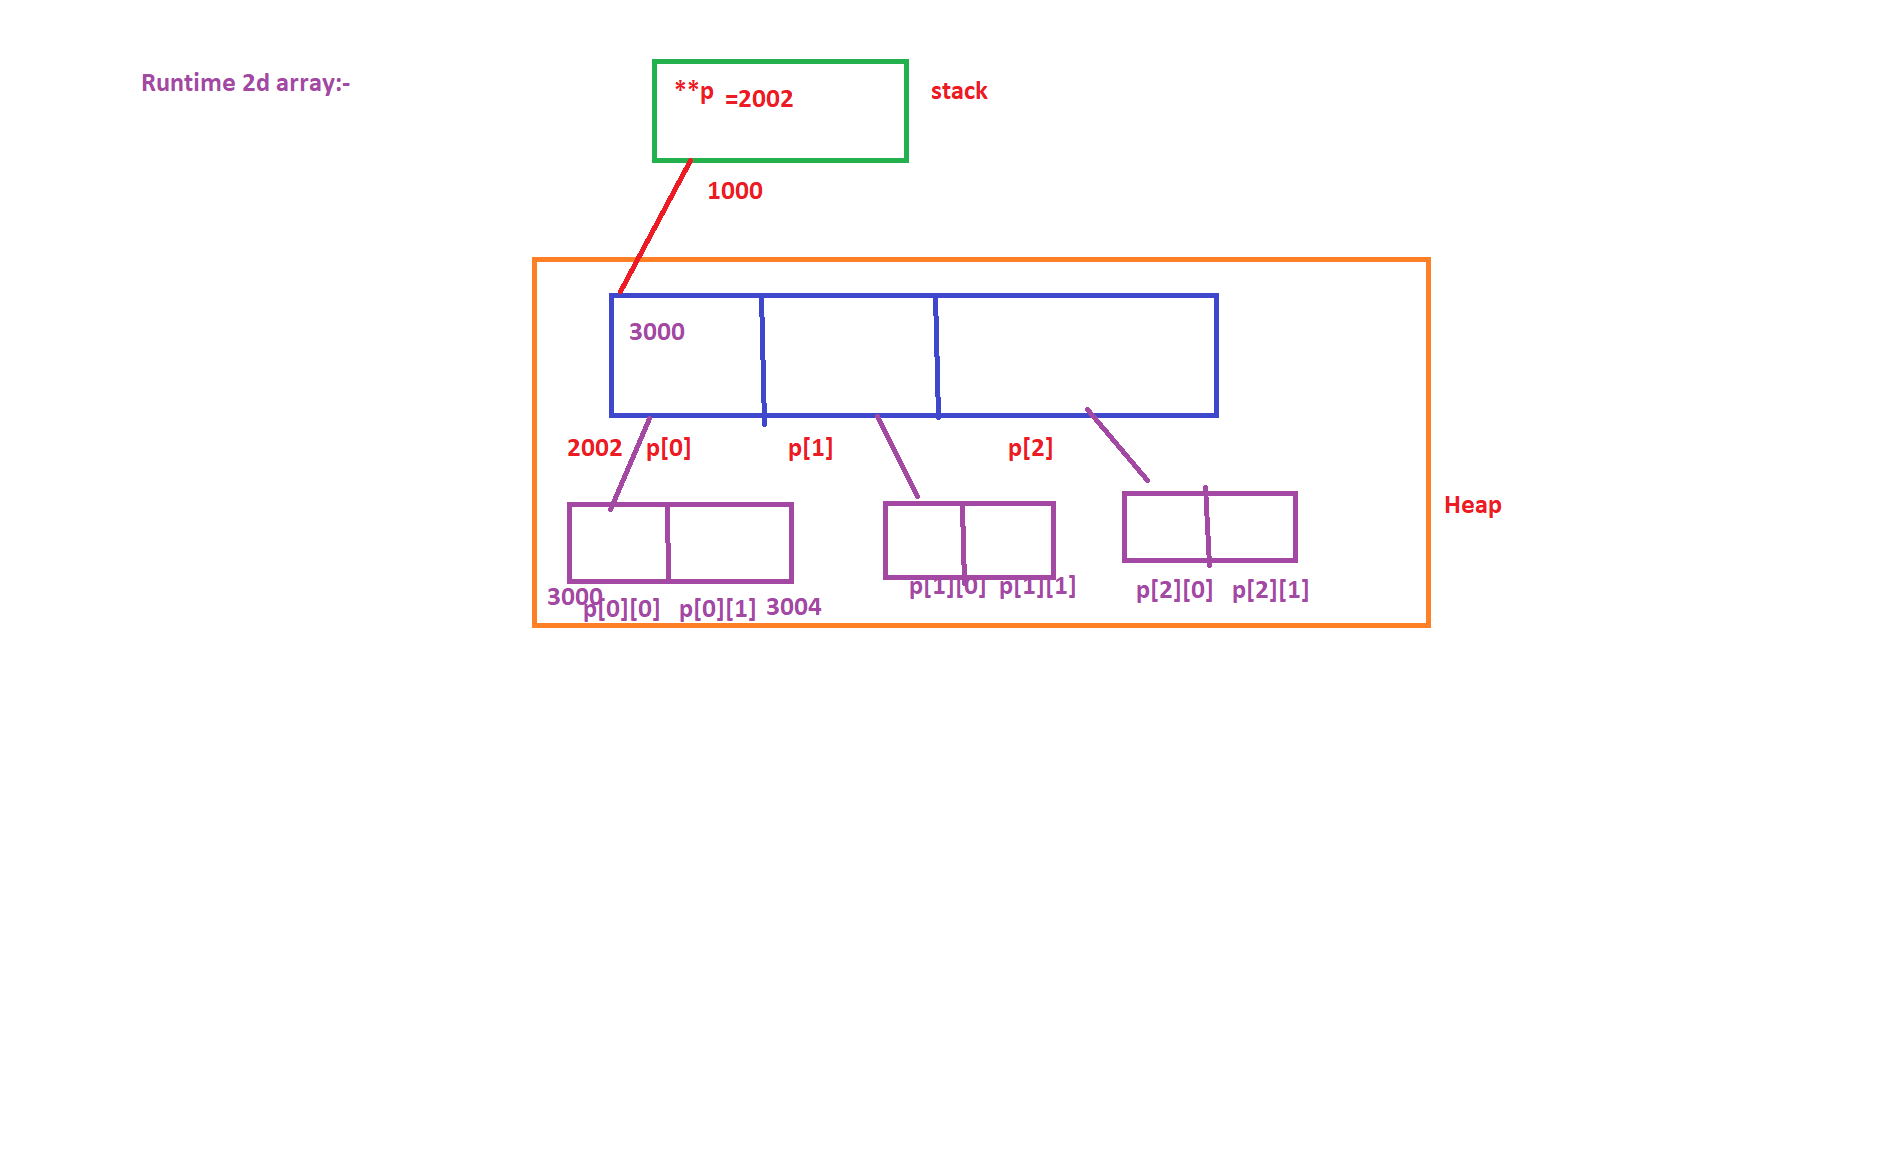 Runtime 2d array:-
**p =2002
stack
1000
3000
2002 p[0] p[1] p[2]
Heap
p[1][0] p[1][1] p[2][0] p[2][1]
3000 p[0][0] p[0][1] 3004